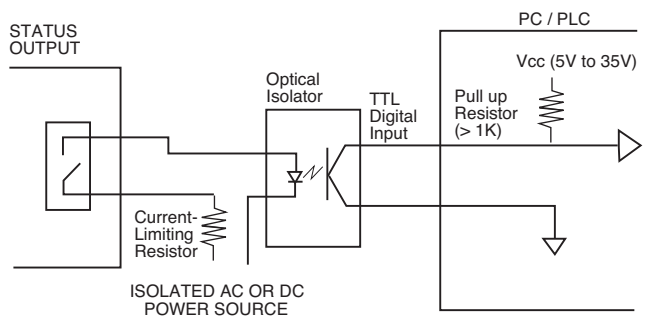 STATUS
OUTPUT
PC / PLC
Vcc (5V to 35V)
Optical
Isolator
TTL
Digital
Input
Pull up
Resistor
(> 1K)
Current-
Limiting
Resistor
ISOLATED AC OR DC
POWER SOURCE